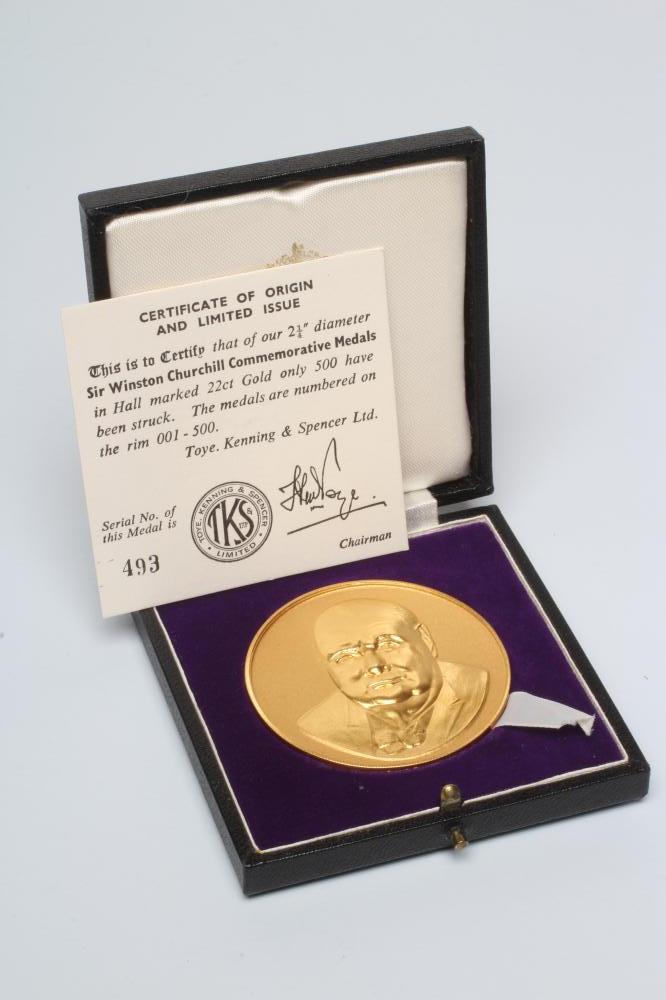 CERTIFICATE OF ORIGIN
AND LIMITED ISSUE
This is to Certify that of our 2¼" diameter
Sir Winston Churchill Commemorative Medals
in Hall marked 22ct Gold only 500 have
been struck. The medals are numbered on
the rim 001-500.
Toye. Kenning & Spencer Ltd.
Serial No. of
this Medal is
493
TOYE, KENNING & SPENCER
TKS
LIMITED
Chairman